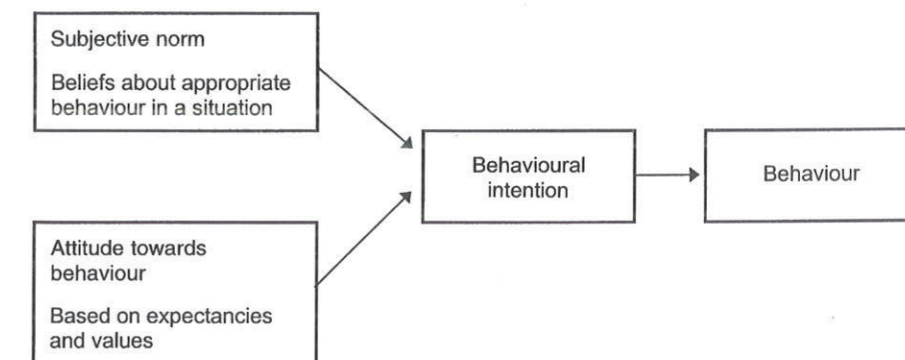 Subjective norm
Beliefs about appropriate
behaviour in a situation
Attitude towards
behaviour
Based on expectancies
and values
Behavioural
intention
Behaviour